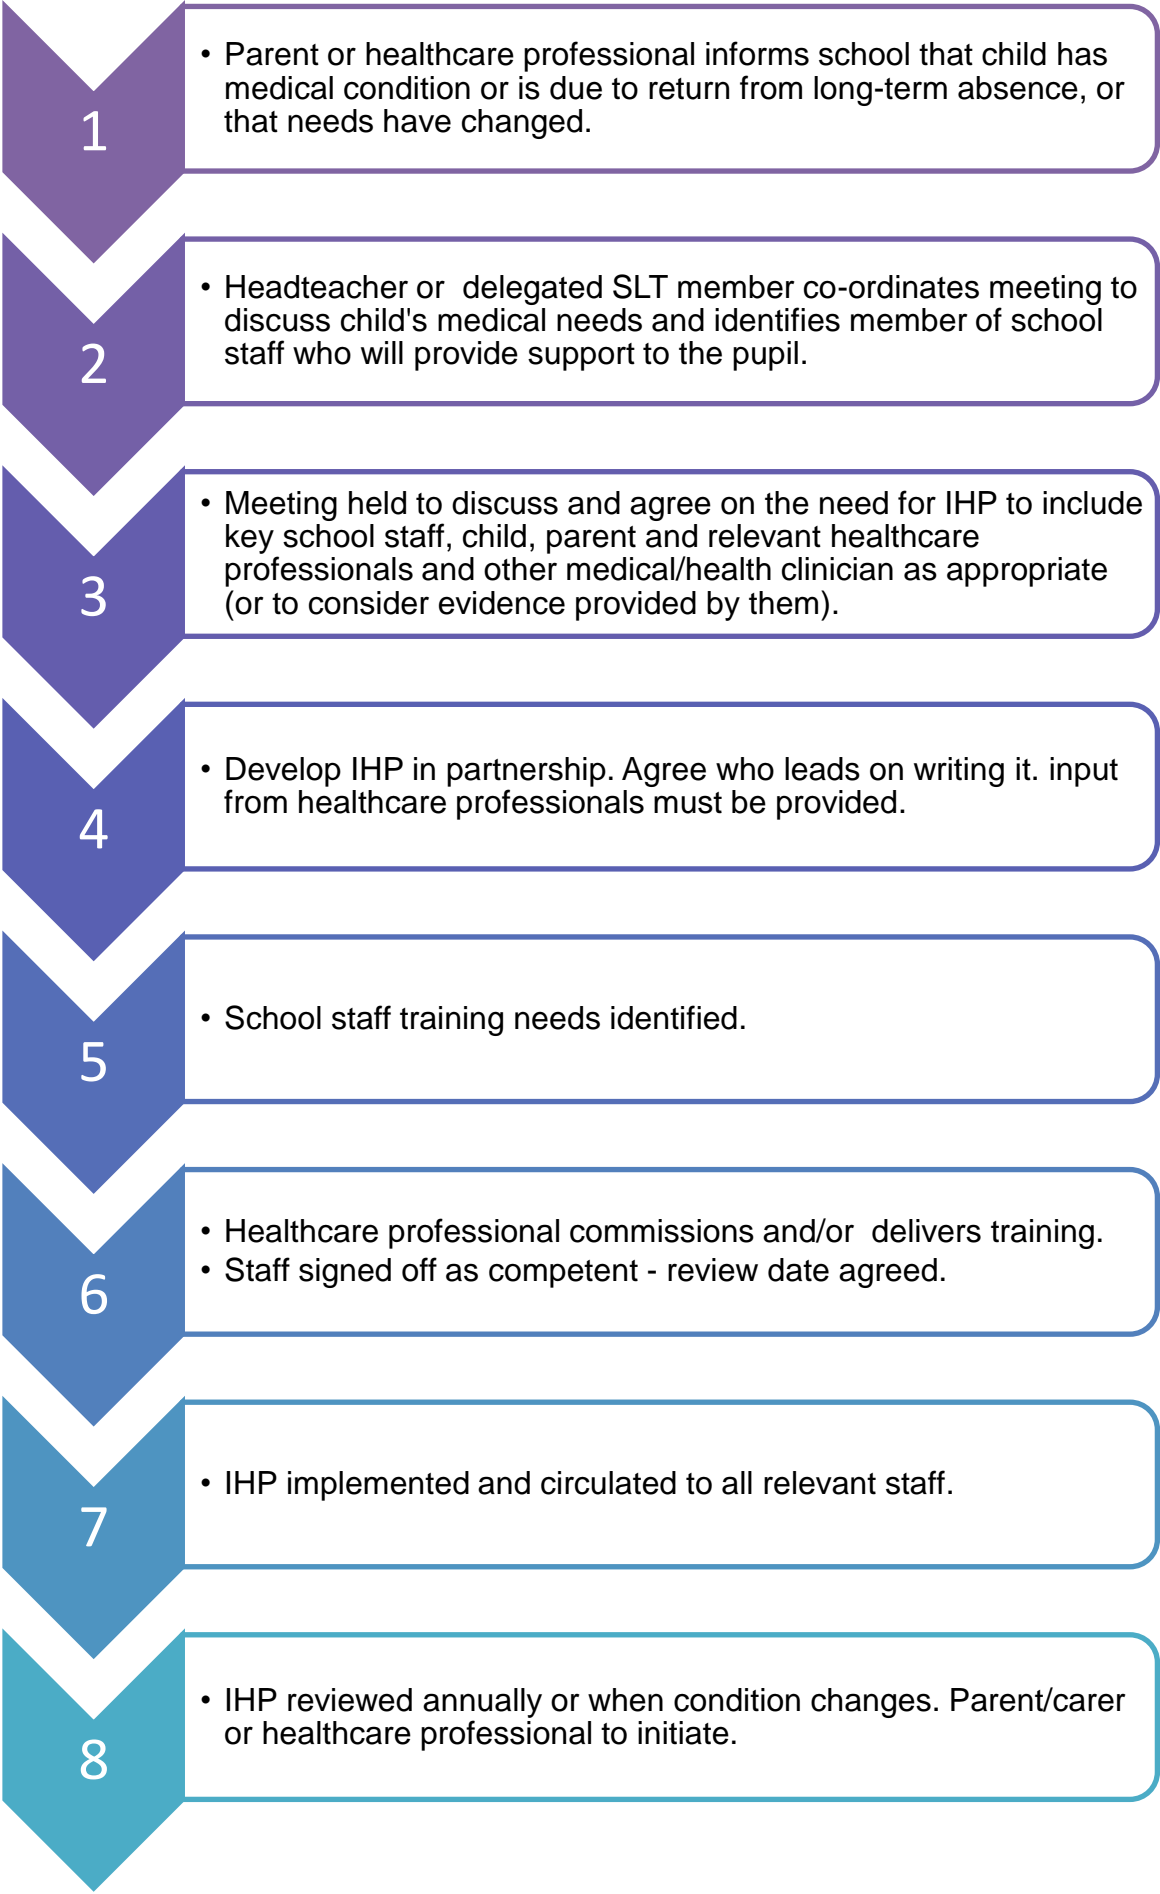 1
• Parent or healthcare professional informs school that child has
medical condition or is due to return from long-term absence, or
that needs have changed.
2
• Headteacher or  delegated SLT member co-ordinates meeting to
discuss child's medical needs and identifies member of school
staff who will provide support to the pupil.
3
• Meeting held to discuss and agree on the need for IHP to include
key school staff, child, parent and relevant healthcare
professionals and other medical/health clinician as appropriate
(or to consider evidence provided by them).
4
• Develop IHP in partnership. Agree who leads on writing it. input
from healthcare professionals must be provided.
5
• School staff training needs identified.
6
• Healthcare professional commissions and/or  delivers training.
• Staff signed off as competent - review date agreed.
7
• IHP implemented and circulated to all relevant staff.
8
• IHP reviewed annually or when condition changes. Parent/carer
or healthcare professional to initiate.